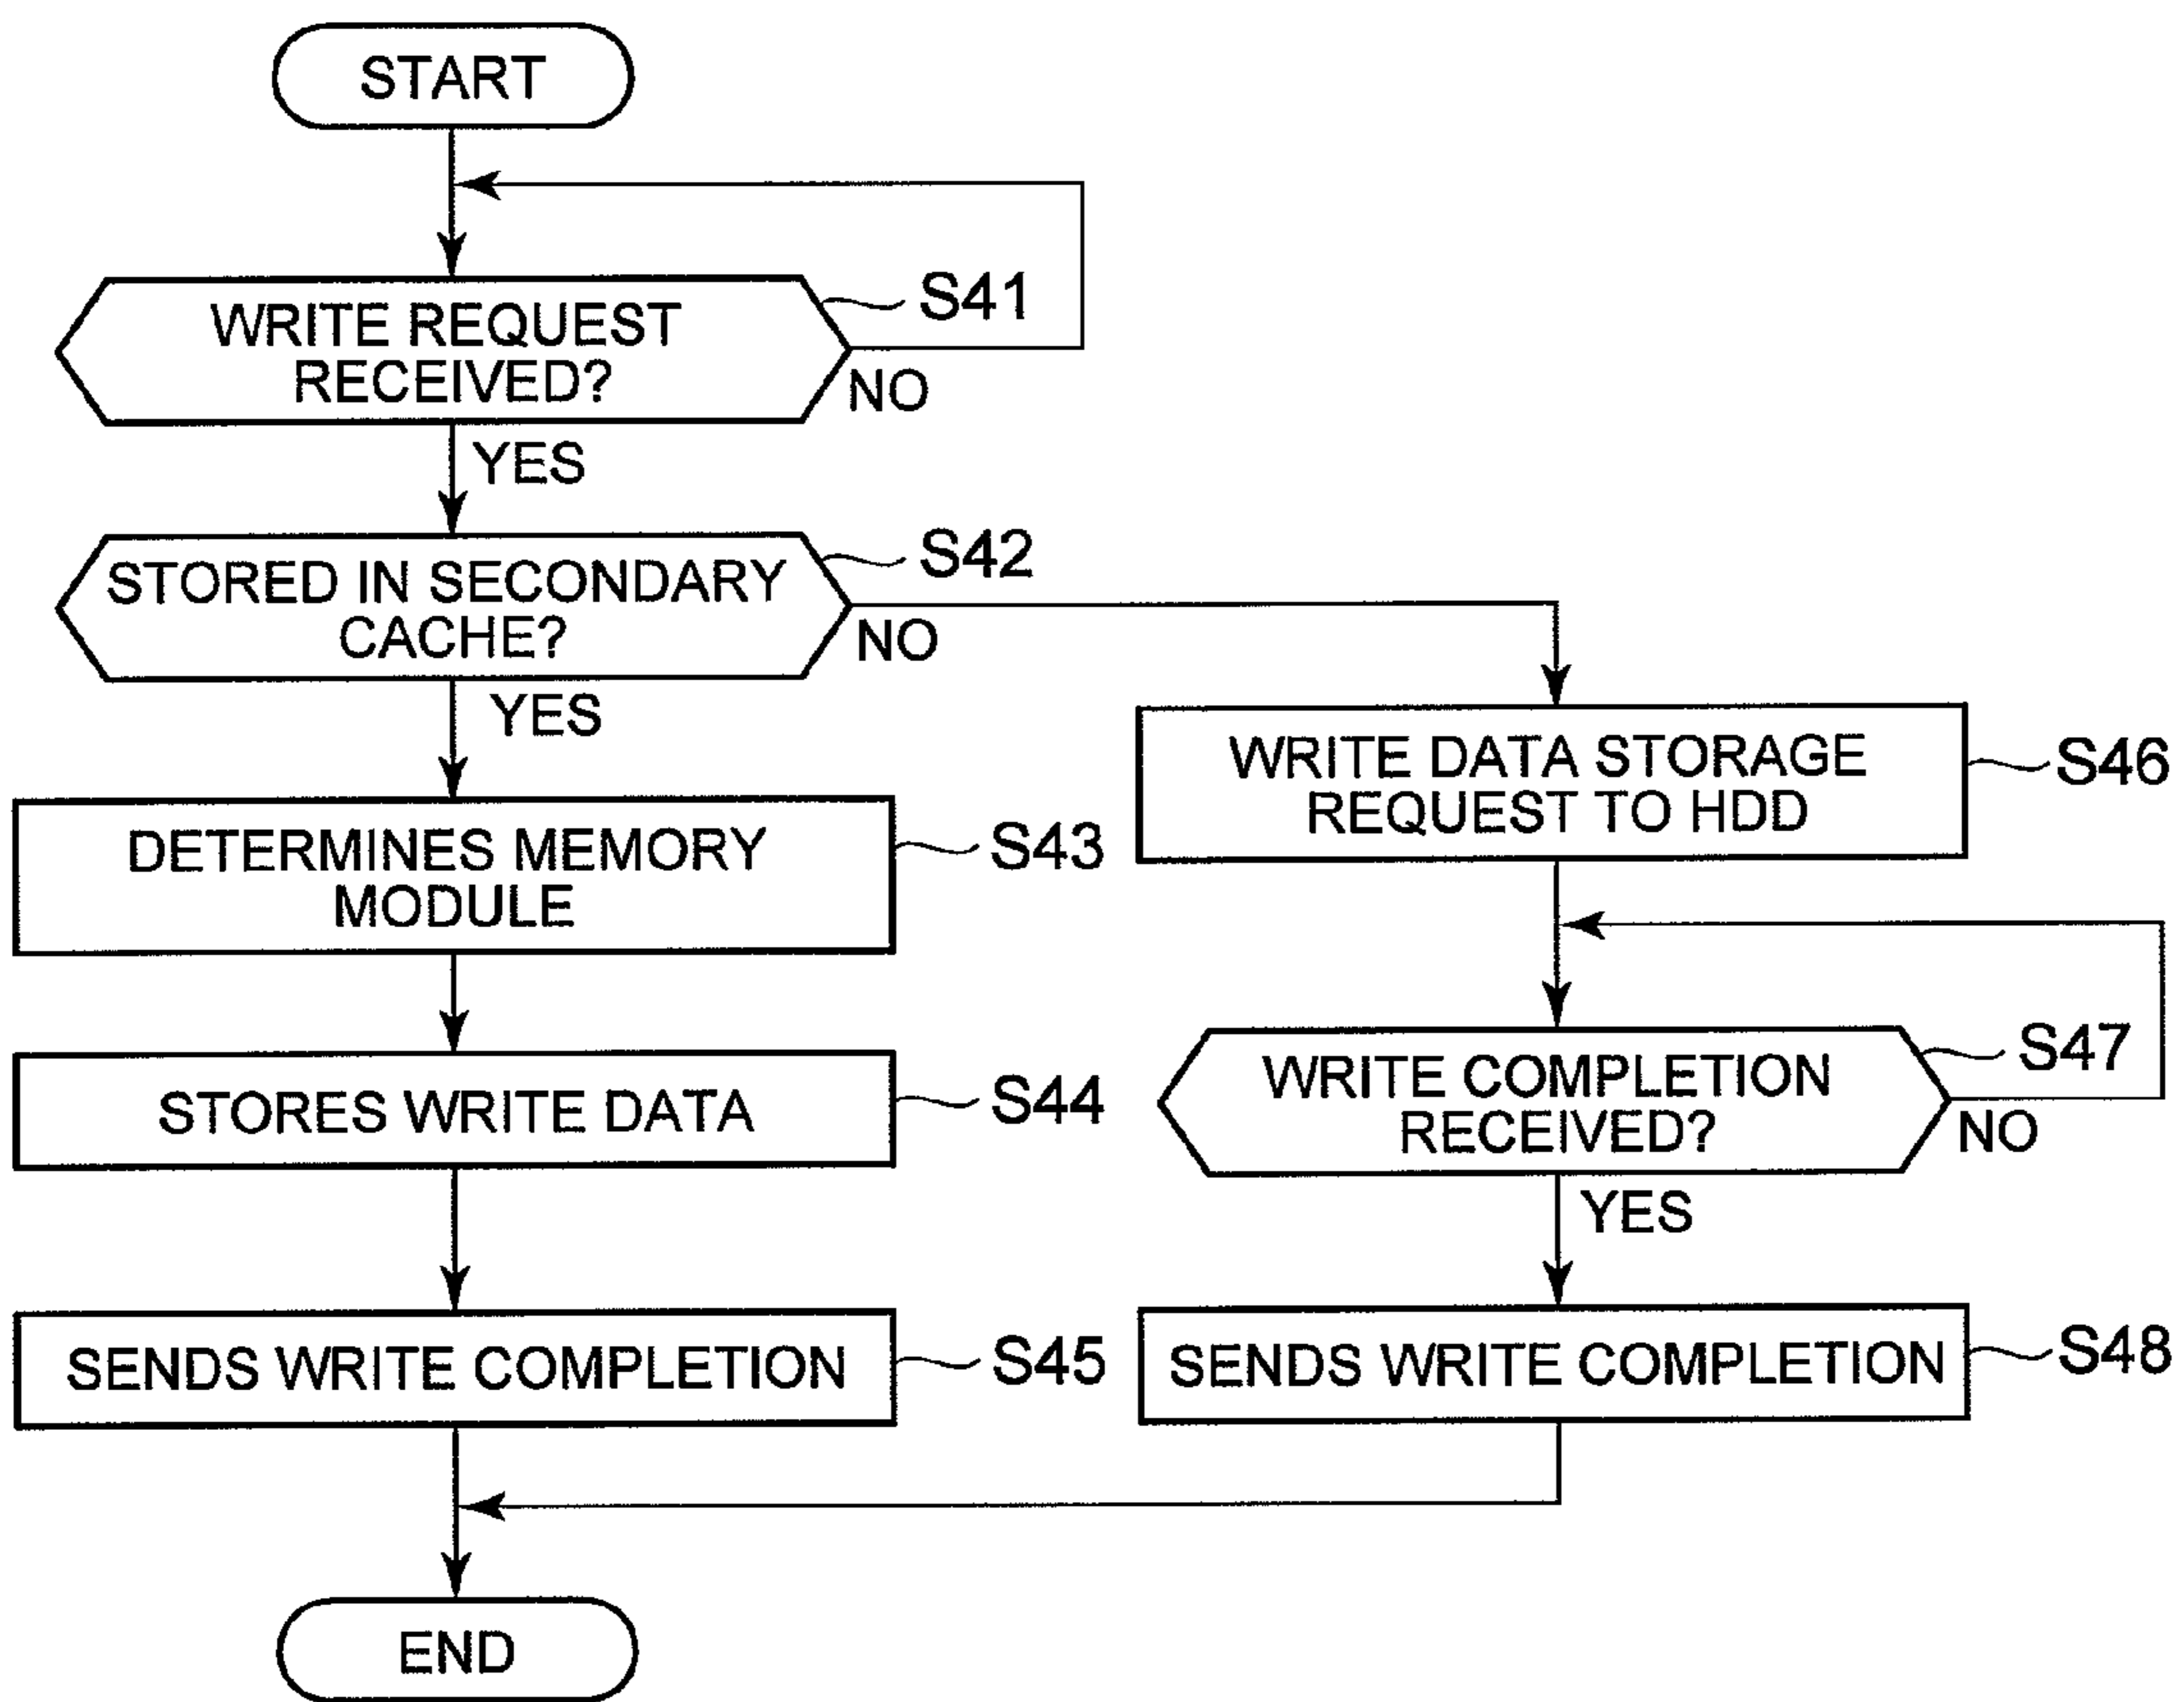 START
WRITE REQUEST
RECEIVED?
S41
NO
YES
STORED IN SECONDARY
CACHE?
S42
NO
YES
DETERMINES MEMORY
MODULE
S43
STORES WRITE DATA
S44
SENDS WRITE COMPLETION
S45
WRITE DATA STORAGE
REQUEST TO HDD
S46
WRITE COMPLETION
RECEIVED?
S47
NO
YES
SENDS WRITE COMPLETION
S48
END